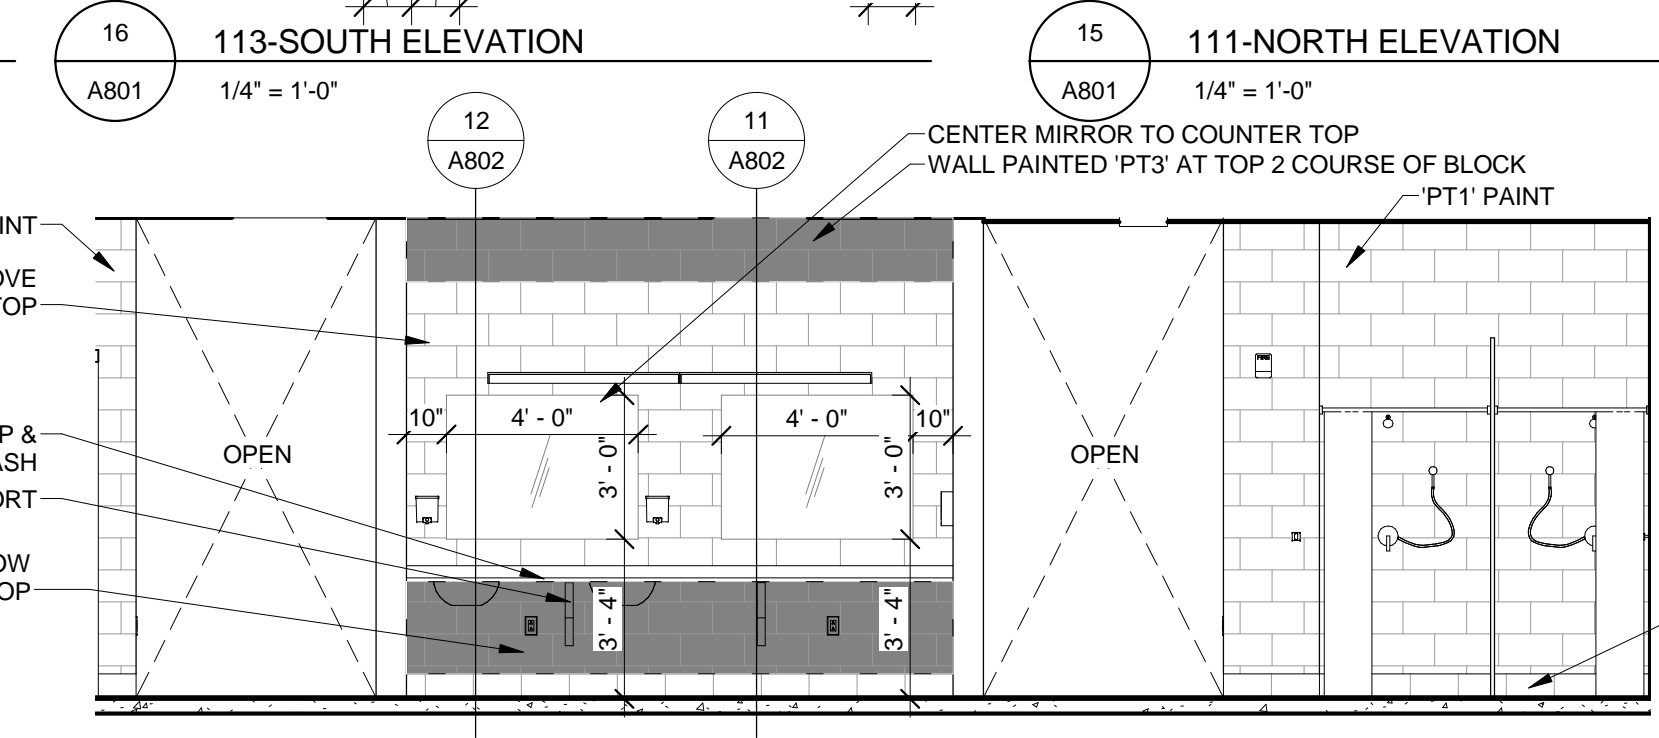 16
A801
113-SOUTH ELEVATION
1/4" = 1'-0"
15
A801
111-NORTH ELEVATION
1/4" = 1'-0"
12
A802
11
A802
CENTER MIRROR TO COUNTER TOP
WALL PAINTED 'PT3' AT TOP 2 COURSE OF BLOCK
'PT1' PAINT
INT
OVE
TOP
P &
ASH
ORT
OW
OP
OPEN
10"
4' - 0"
3' - 0"
4' - 0"
3' - 0"
10"
OPEN
FIRE
3' - 4"
3' - 4"